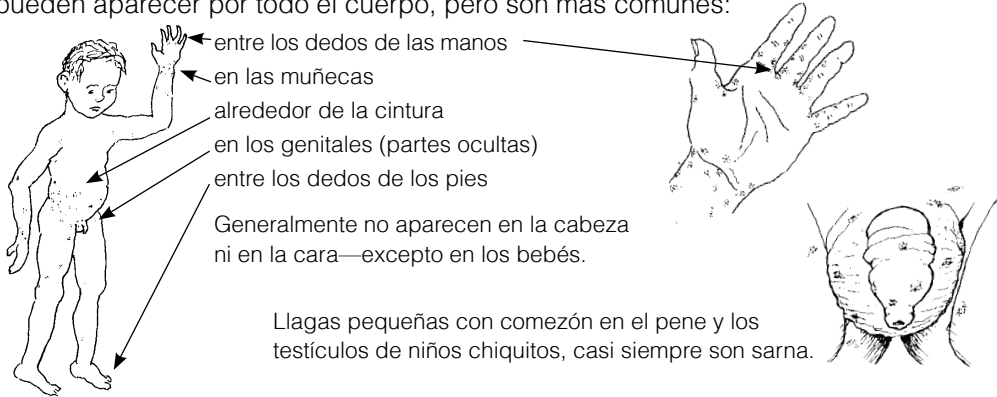 pueden aparecer por todo el cuerpo, pero son más comunes:
entre los dedos de las manos
en las muñecas
alrededor de la cintura
en los genitales (partes ocultas)
entre los dedos de los pies
Generalmente no aparecen en la cabeza
ni en la cara—excepto en los bebés.
Llagas pequeñas con comezón en el pene y los
testículos de niños chiquitos, casi siempre son sarna.